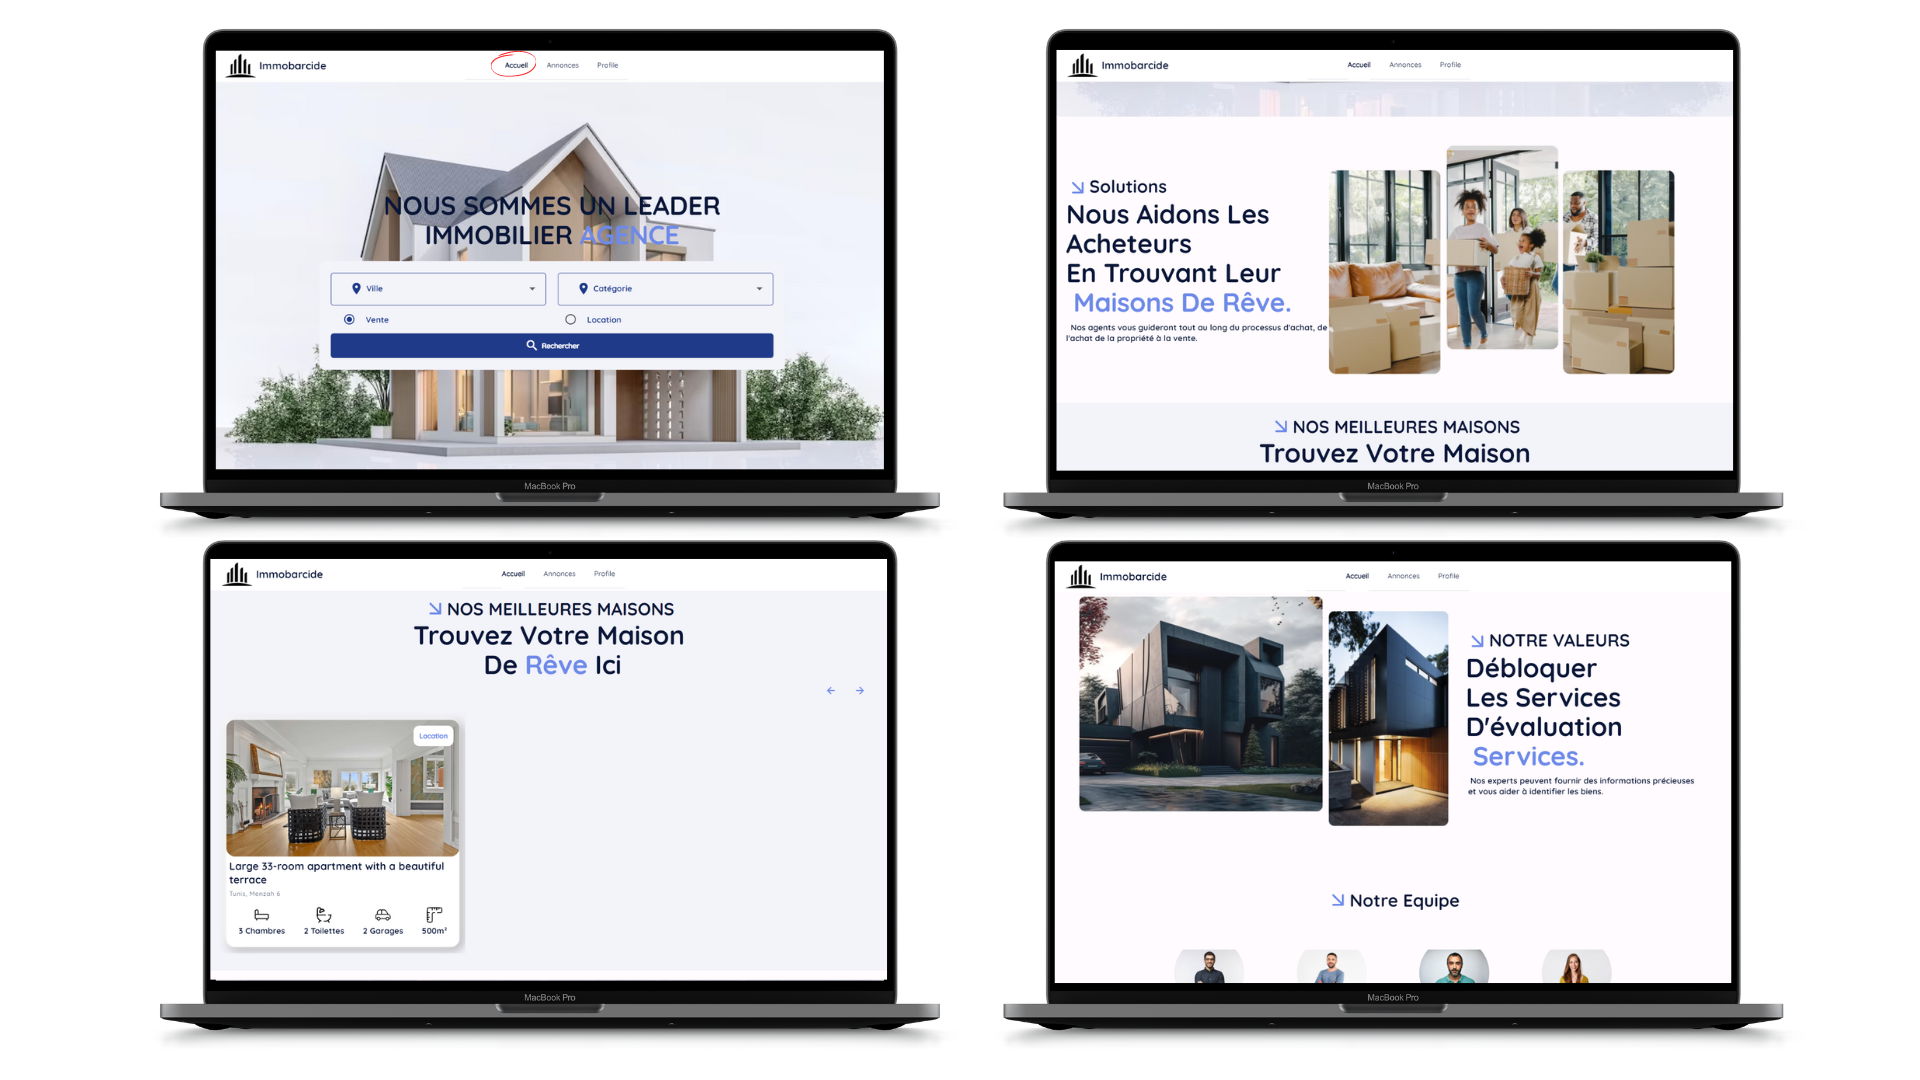 Immobarcide
Accueil Annonces Profile
NOUS SOMMES UN LEADER
IMMOBILIER AGENCE
Ville
Catégorie
Vente
Location
Rechercher
MacBook Pro
Immobarcide
Accueil Annonces Profile
Solutions
Nous Aidons Les
Acheteurs
En Trouvant Leur
Maisons De Rêve.
Nos agents vous guideront tout au long du processus d'achat, de
l'achat de la propriété à la vente.
NOS MEILLEURES MAISONS
Trouvez Votre Maison
MacBook Pro
Immobarcide
Accueil Annonces Profile
NOS MEILLEURES MAISONS
Trouvez Votre Maison
De Rêve Ici
Location
Large 33-room apartment with a beautiful
terrace
Tunis, Menzah 6
3 Chambres 2 Toilettes 2 Garages 500m²
MacBook Pro
Immobarcide
Accueil Annonces Profile
NOTRE VALEURS
Débloquer
Les Services
D'évaluation
Services.
Nos experts peuvent fournir des informations précieuses
et vous aider à identifier les biens.
Notre Equipe
MacBook Pro